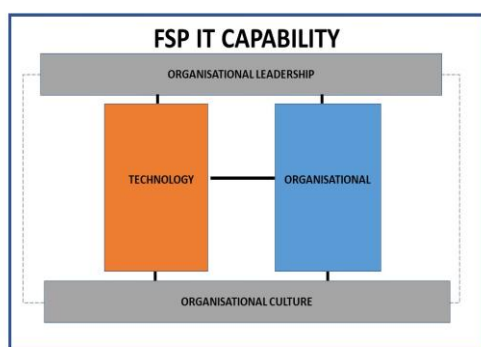 FSP IT CAPABILITY
ORGANISATIONAL LEADERSHIP
TECHNOLOGY
ORGANISATIONAL
ORGANISATIONAL CULTURE